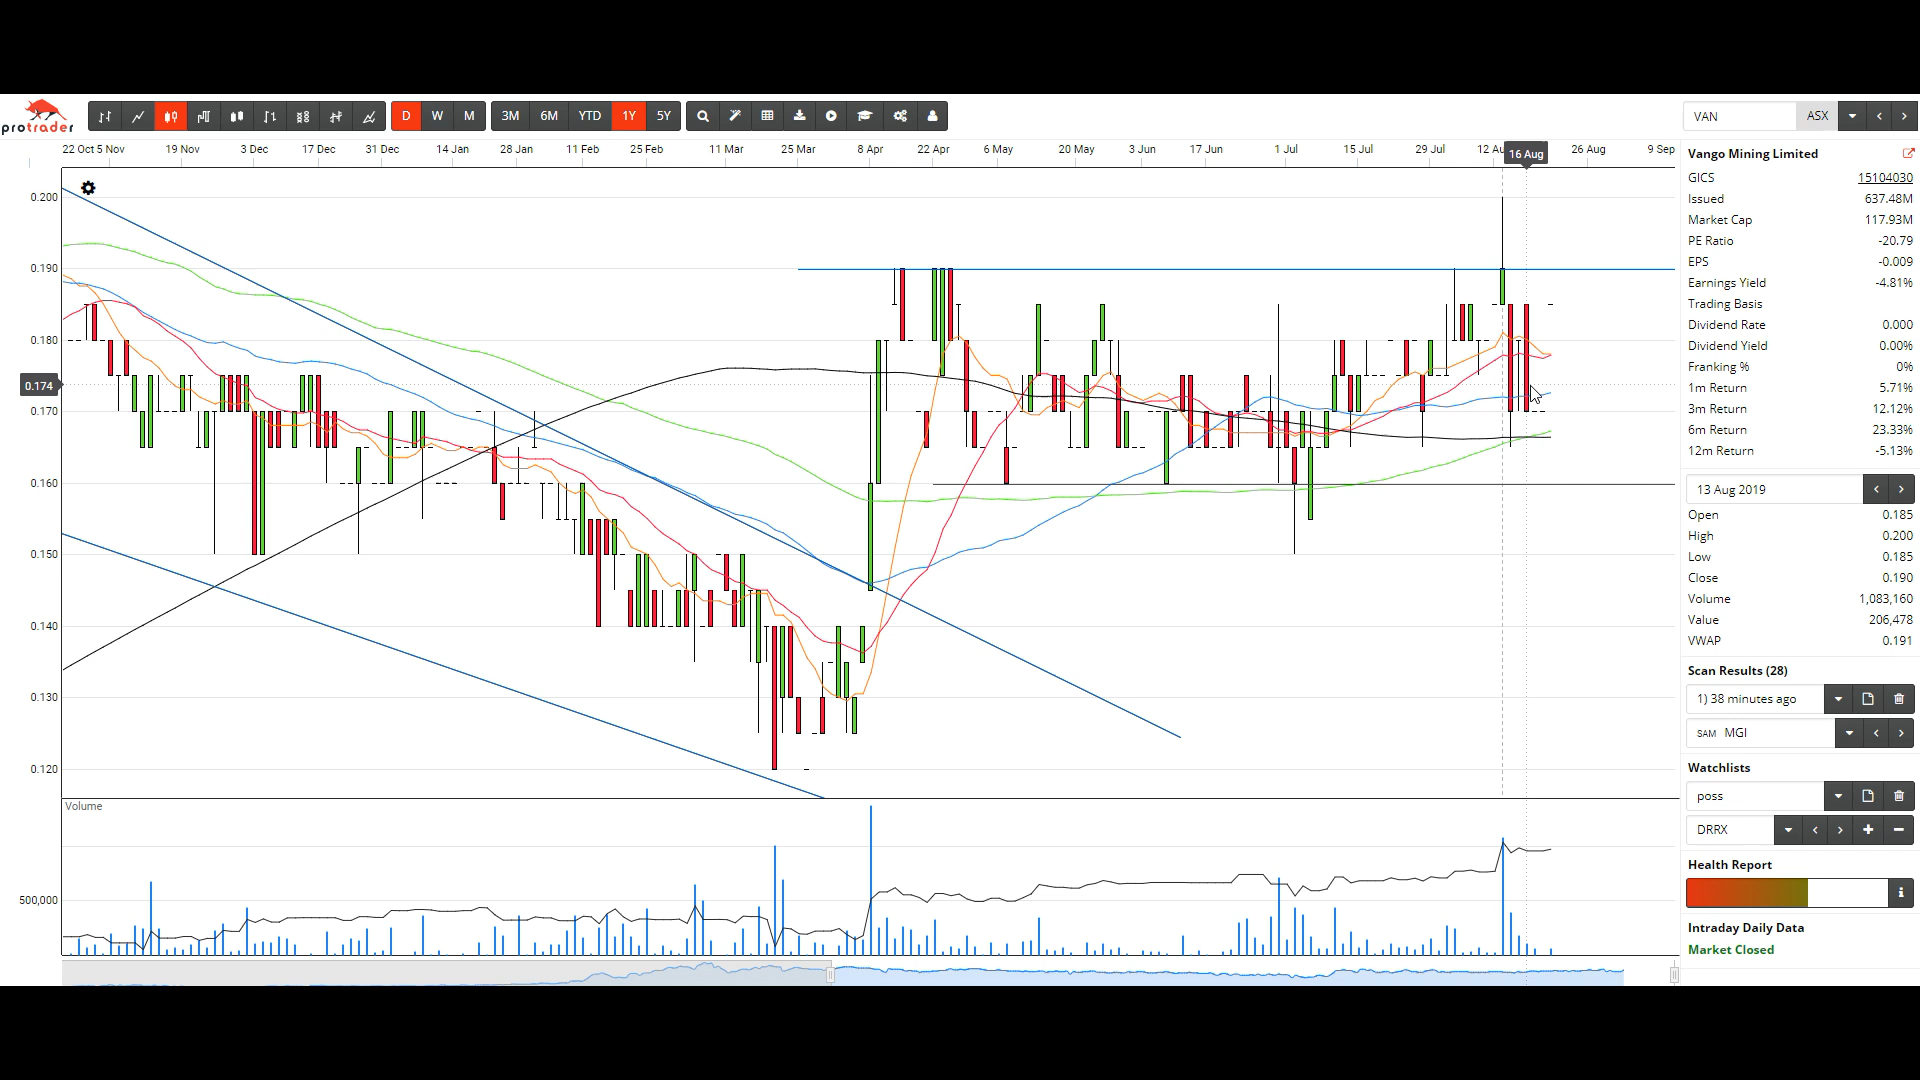 protrader
D W M 3M 6M YTD 1Y 5Y
VAN ASX
22 Oct 5 Nov 19 Nov 3 Dec 17 Dec 31 Dec 14 Jan 28 Jan 11 Feb 25 Feb 11 Mar 25 Mar 8 Apr 22 Apr 6 May 20 May 3 Jun 17 Jun 1 Jul 15 Jul 29 Jul 12 Au 16 Aug 26 Aug 9 Sep
0.200
0.190
0.180
0.174
0.170
0.160
0.150
0.140
0.130
0.120
Volume
500,000
Vango Mining Limited
GICS 15104030
Issued 637.48M
Market Cap 117.93M
PE Ratio -20.79
EPS -0.009
Earnings Yield -4.81%
Trading Basis
Dividend Rate 0.000
Dividend Yield 0.00%
Franking % 0%
1m Return 5.71%
3m Return 12.12%
6m Return 23.33%
12m Return -5.13%
13 Aug 2019
Open 0.185
High 0.200
Low 0.185
Close 0.190
Volume 1,083,160
Value 206,478
VWAP 0.191
Scan Results (28)
1) 38 minutes ago
SAM MGI
Watchlists
poss
DRRX
Health Report
Intraday Daily Data
Market Closed